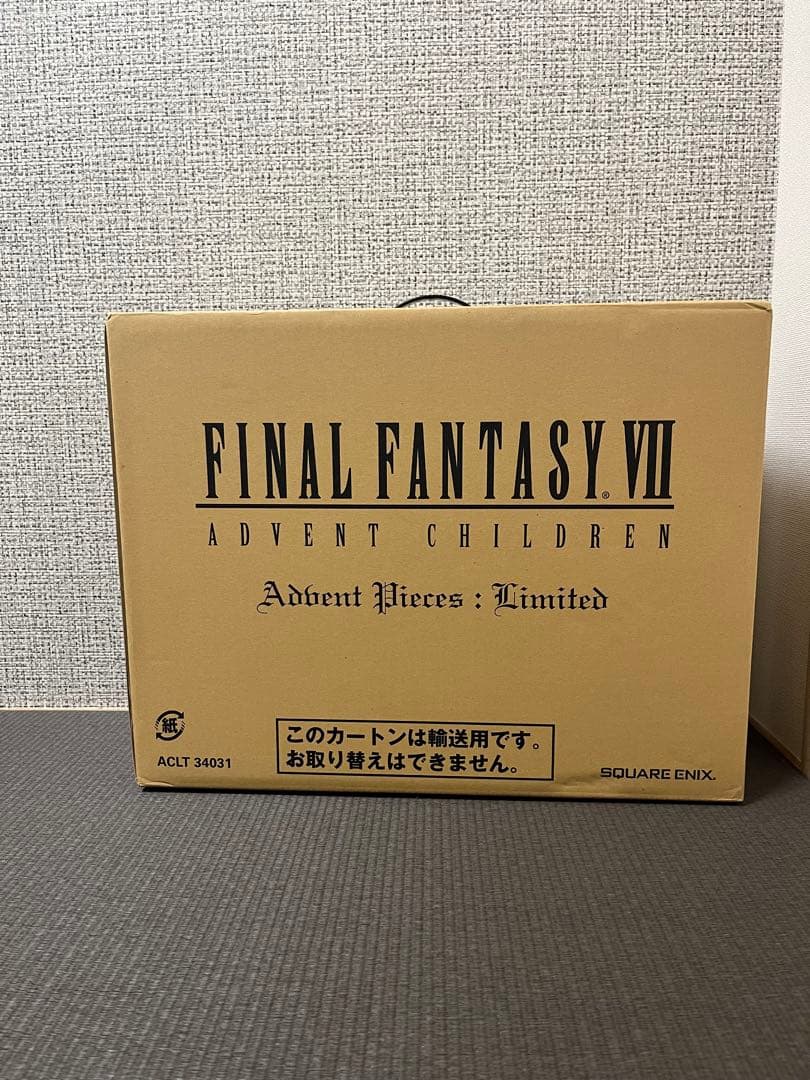 FINAL FANTASY® VII
ADVENT CHILDREN
Advent Pieces : Limited
紙
ACLT 34031
このカートンは輸送用です。
お取り替えはできません。
SQUARE ENIX.